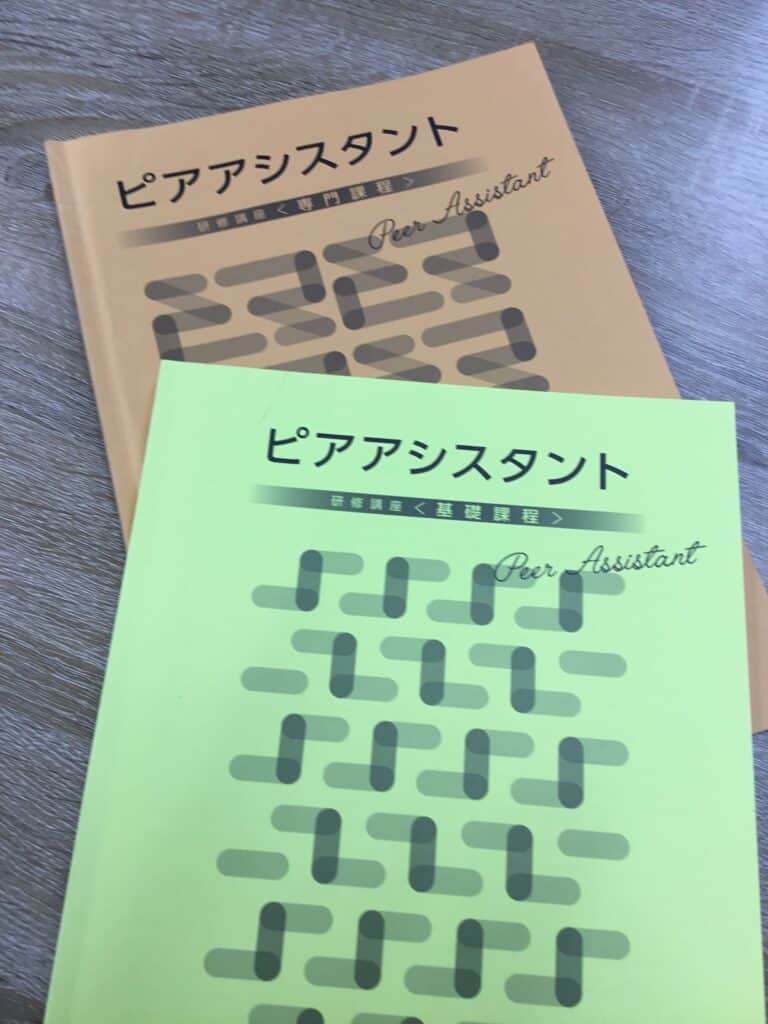 ピアアシスタント
研修講座＜専門課程＞
Peer Assistant
ピアアシスタント
研修講座＜基礎課程＞
Peer Assistant